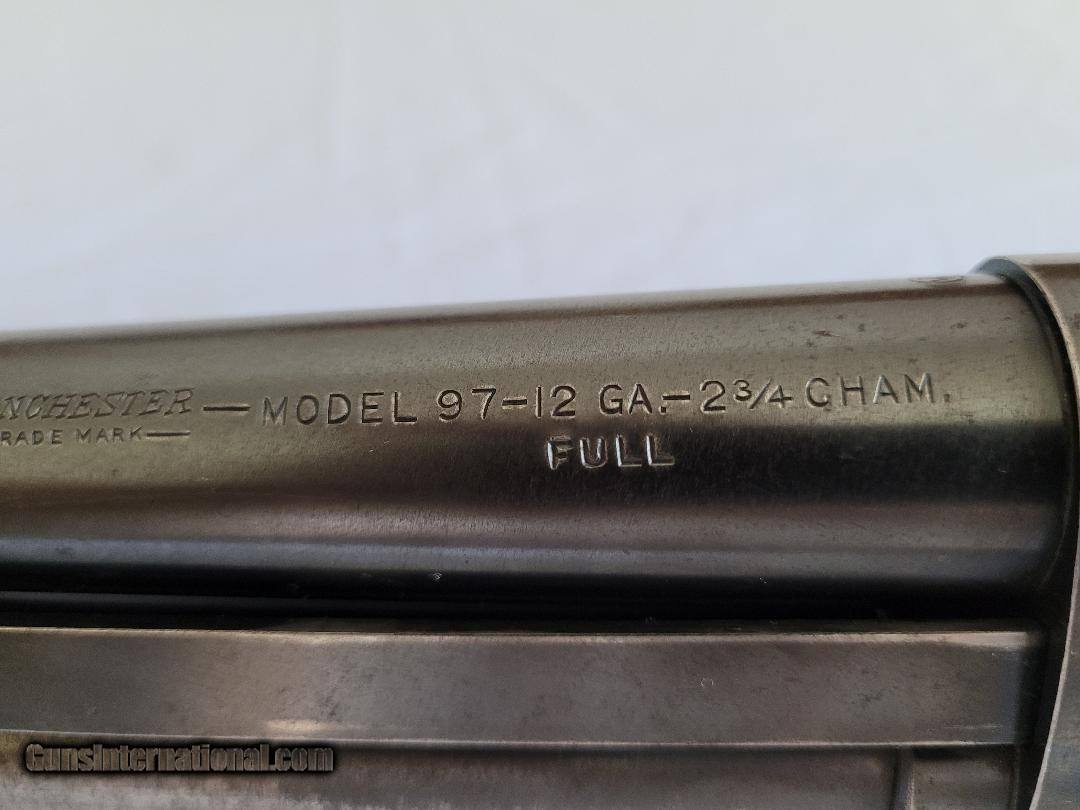 NCHESTER — MODEL 97-12 GA.- 2¾ CHAM.
RADE MARK —
FULL
GunsInternational.com